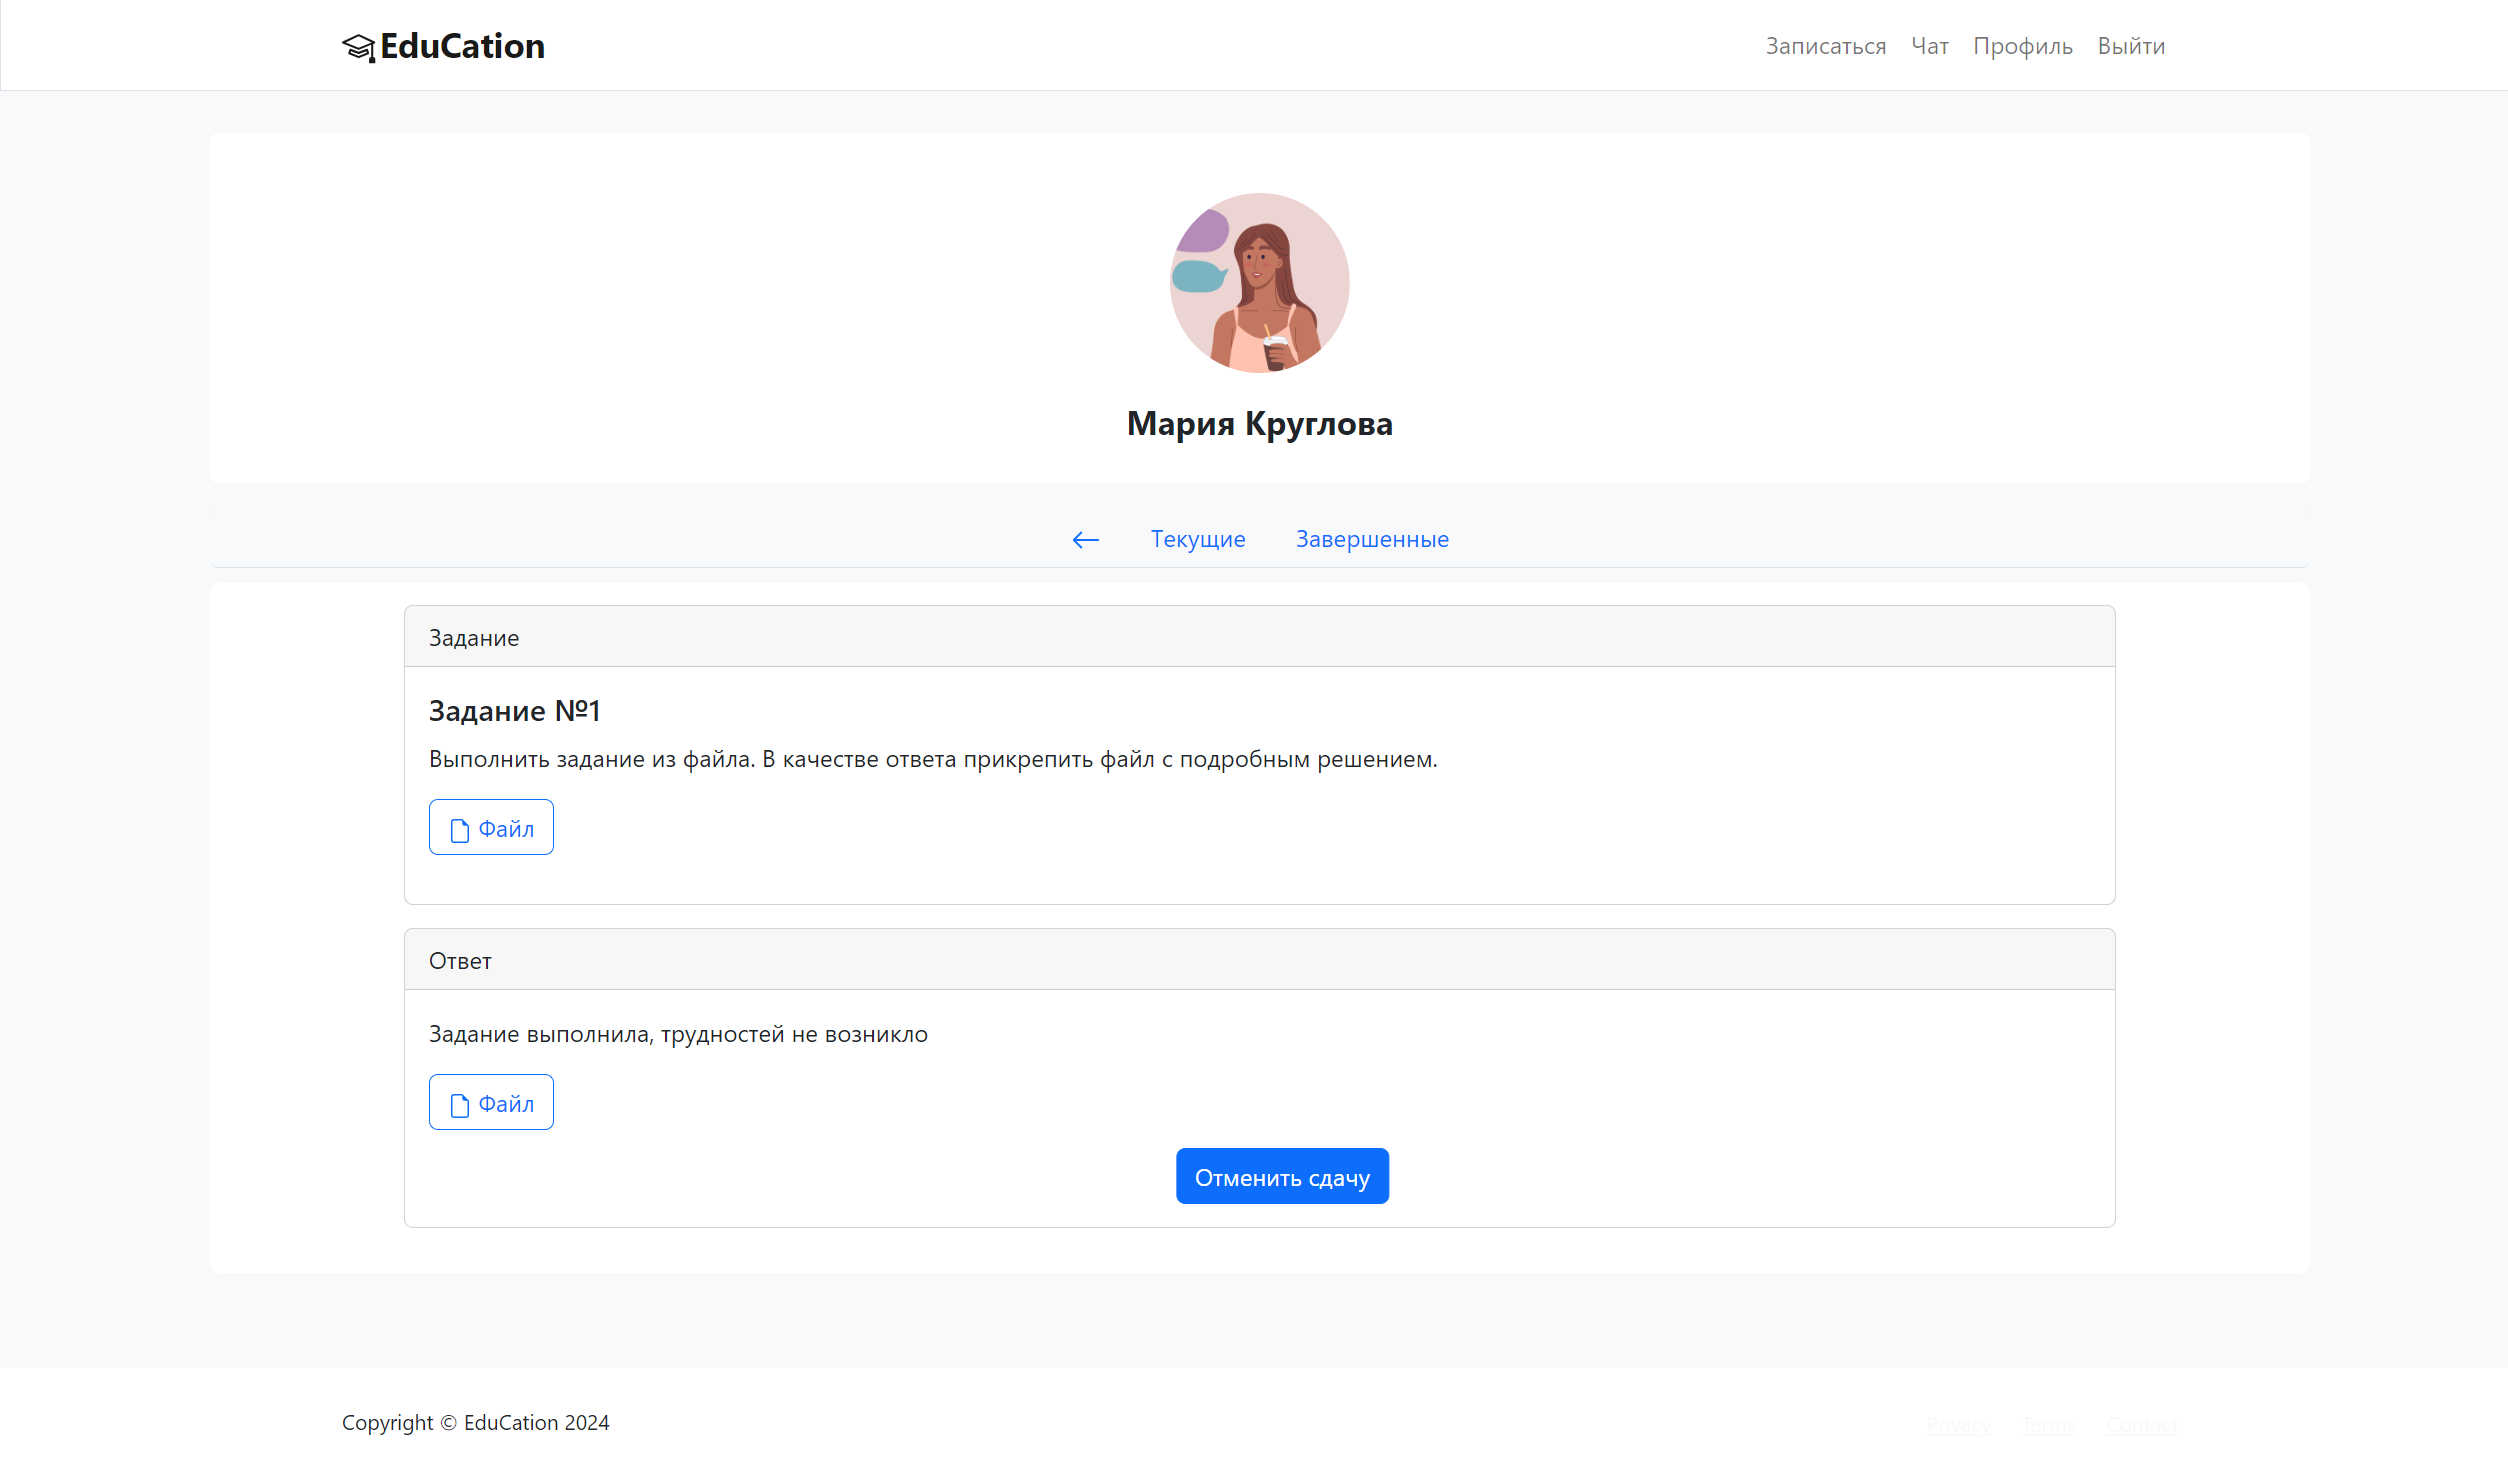 EduCation
Записаться Чат Профиль Выйти
Мария Круглова
Текущие Завершенные
Задание
Задание №1
Выполнить задание из файла. В качестве ответа прикрепить файл с подробным решением.
Файл
Ответ
Задание выполнила, трудностей не возникло
Файл
Отменить сдачу
Copyright © EduCation 2024
Privacy Terms Contact